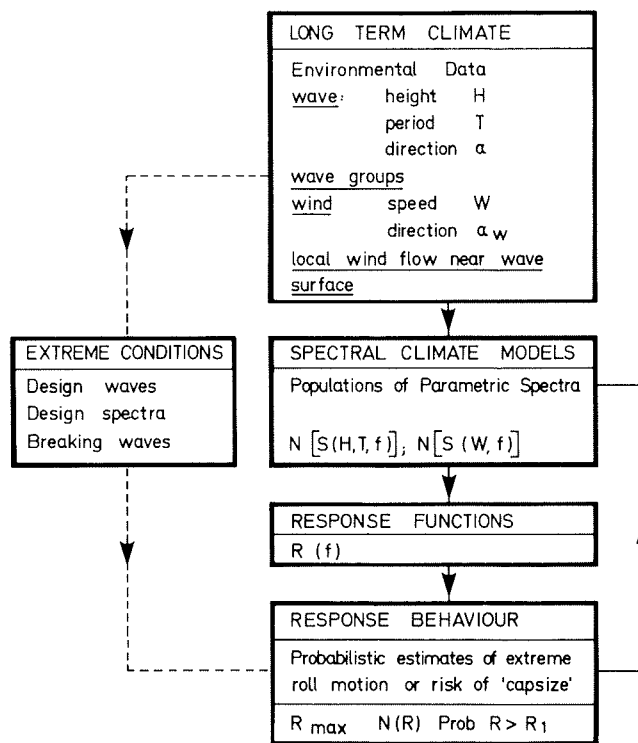 LONG TERM CLIMATE
Environmental Data
wave: height H
period T
direction α
wave groups
wind speed W
direction αw
local wind flow near wave
surface
EXTREME CONDITIONS
Design waves
Design spectra
Breaking waves
SPECTRAL CLIMATE MODELS
Populations of Parametric Spectra
N [S(H,T,f)]; N[S (W,f)]
RESPONSE FUNCTIONS
R (f)
RESPONSE BEHAVIOUR
Probabilistic estimates of extreme
roll motion or risk of 'capsize'
R max N(R) Prob R > R1